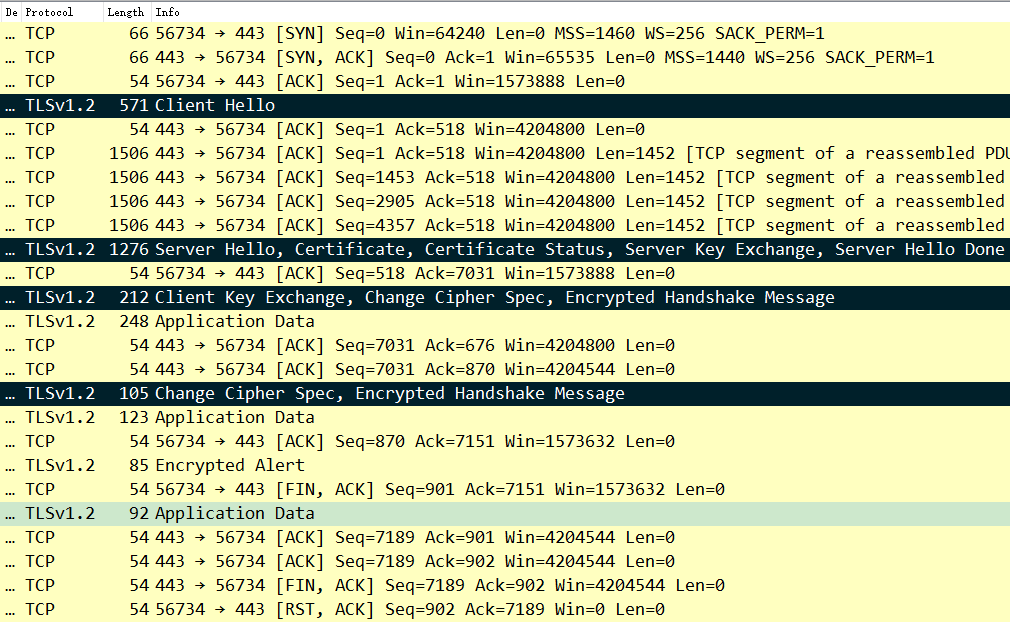 De Protocol Length Info
… TCP 66 56734 → 443 [SYN] Seq=0 Win=64240 Len=0 MSS=1460 WS=256 SACK_PERM=1
… TCP 66 443 → 56734 [SYN, ACK] Seq=0 Ack=1 Win=65535 Len=0 MSS=1440 WS=256 SACK_PERM=1
… TCP 54 56734 → 443 [ACK] Seq=1 Ack=1 Win=1573888 Len=0
… TLSv1.2 571 Client Hello
… TCP 54 443 → 56734 [ACK] Seq=1 Ack=518 Win=4204800 Len=0
… TCP 1506 443 → 56734 [ACK] Seq=1 Ack=518 Win=4204800 Len=1452 [TCP segment of a reassembled PDU
… TCP 1506 443 → 56734 [ACK] Seq=1453 Ack=518 Win=4204800 Len=1452 [TCP segment of a reassembled
… TCP 1506 443 → 56734 [ACK] Seq=2905 Ack=518 Win=4204800 Len=1452 [TCP segment of a reassembled
… TCP 1506 443 → 56734 [ACK] Seq=4357 Ack=518 Win=4204800 Len=1452 [TCP segment of a reassembled
… TLSv1.2 1276 Server Hello, Certificate, Certificate Status, Server Key Exchange, Server Hello Done
… TCP 54 56734 → 443 [ACK] Seq=518 Ack=7031 Win=1573888 Len=0
… TLSv1.2 212 Client Key Exchange, Change Cipher Spec, Encrypted Handshake Message
… TLSv1.2 248 Application Data
… TCP 54 443 → 56734 [ACK] Seq=7031 Ack=676 Win=4204800 Len=0
… TCP 54 443 → 56734 [ACK] Seq=7031 Ack=870 Win=4204544 Len=0
… TLSv1.2 105 Change Cipher Spec, Encrypted Handshake Message
… TLSv1.2 123 Application Data
… TCP 54 56734 → 443 [ACK] Seq=870 Ack=7151 Win=1573632 Len=0
… TLSv1.2 85 Encrypted Alert
… TCP 54 56734 → 443 [FIN, ACK] Seq=901 Ack=7151 Win=1573632 Len=0
… TLSv1.2 92 Application Data
… TCP 54 443 → 56734 [ACK] Seq=7189 Ack=901 Win=4204544 Len=0
… TCP 54 443 → 56734 [ACK] Seq=7189 Ack=902 Win=4204544 Len=0
… TCP 54 443 → 56734 [FIN, ACK] Seq=7189 Ack=902 Win=4204544 Len=0
… TCP 54 56734 → 443 [RST, ACK] Seq=902 Ack=7189 Win=0 Len=0